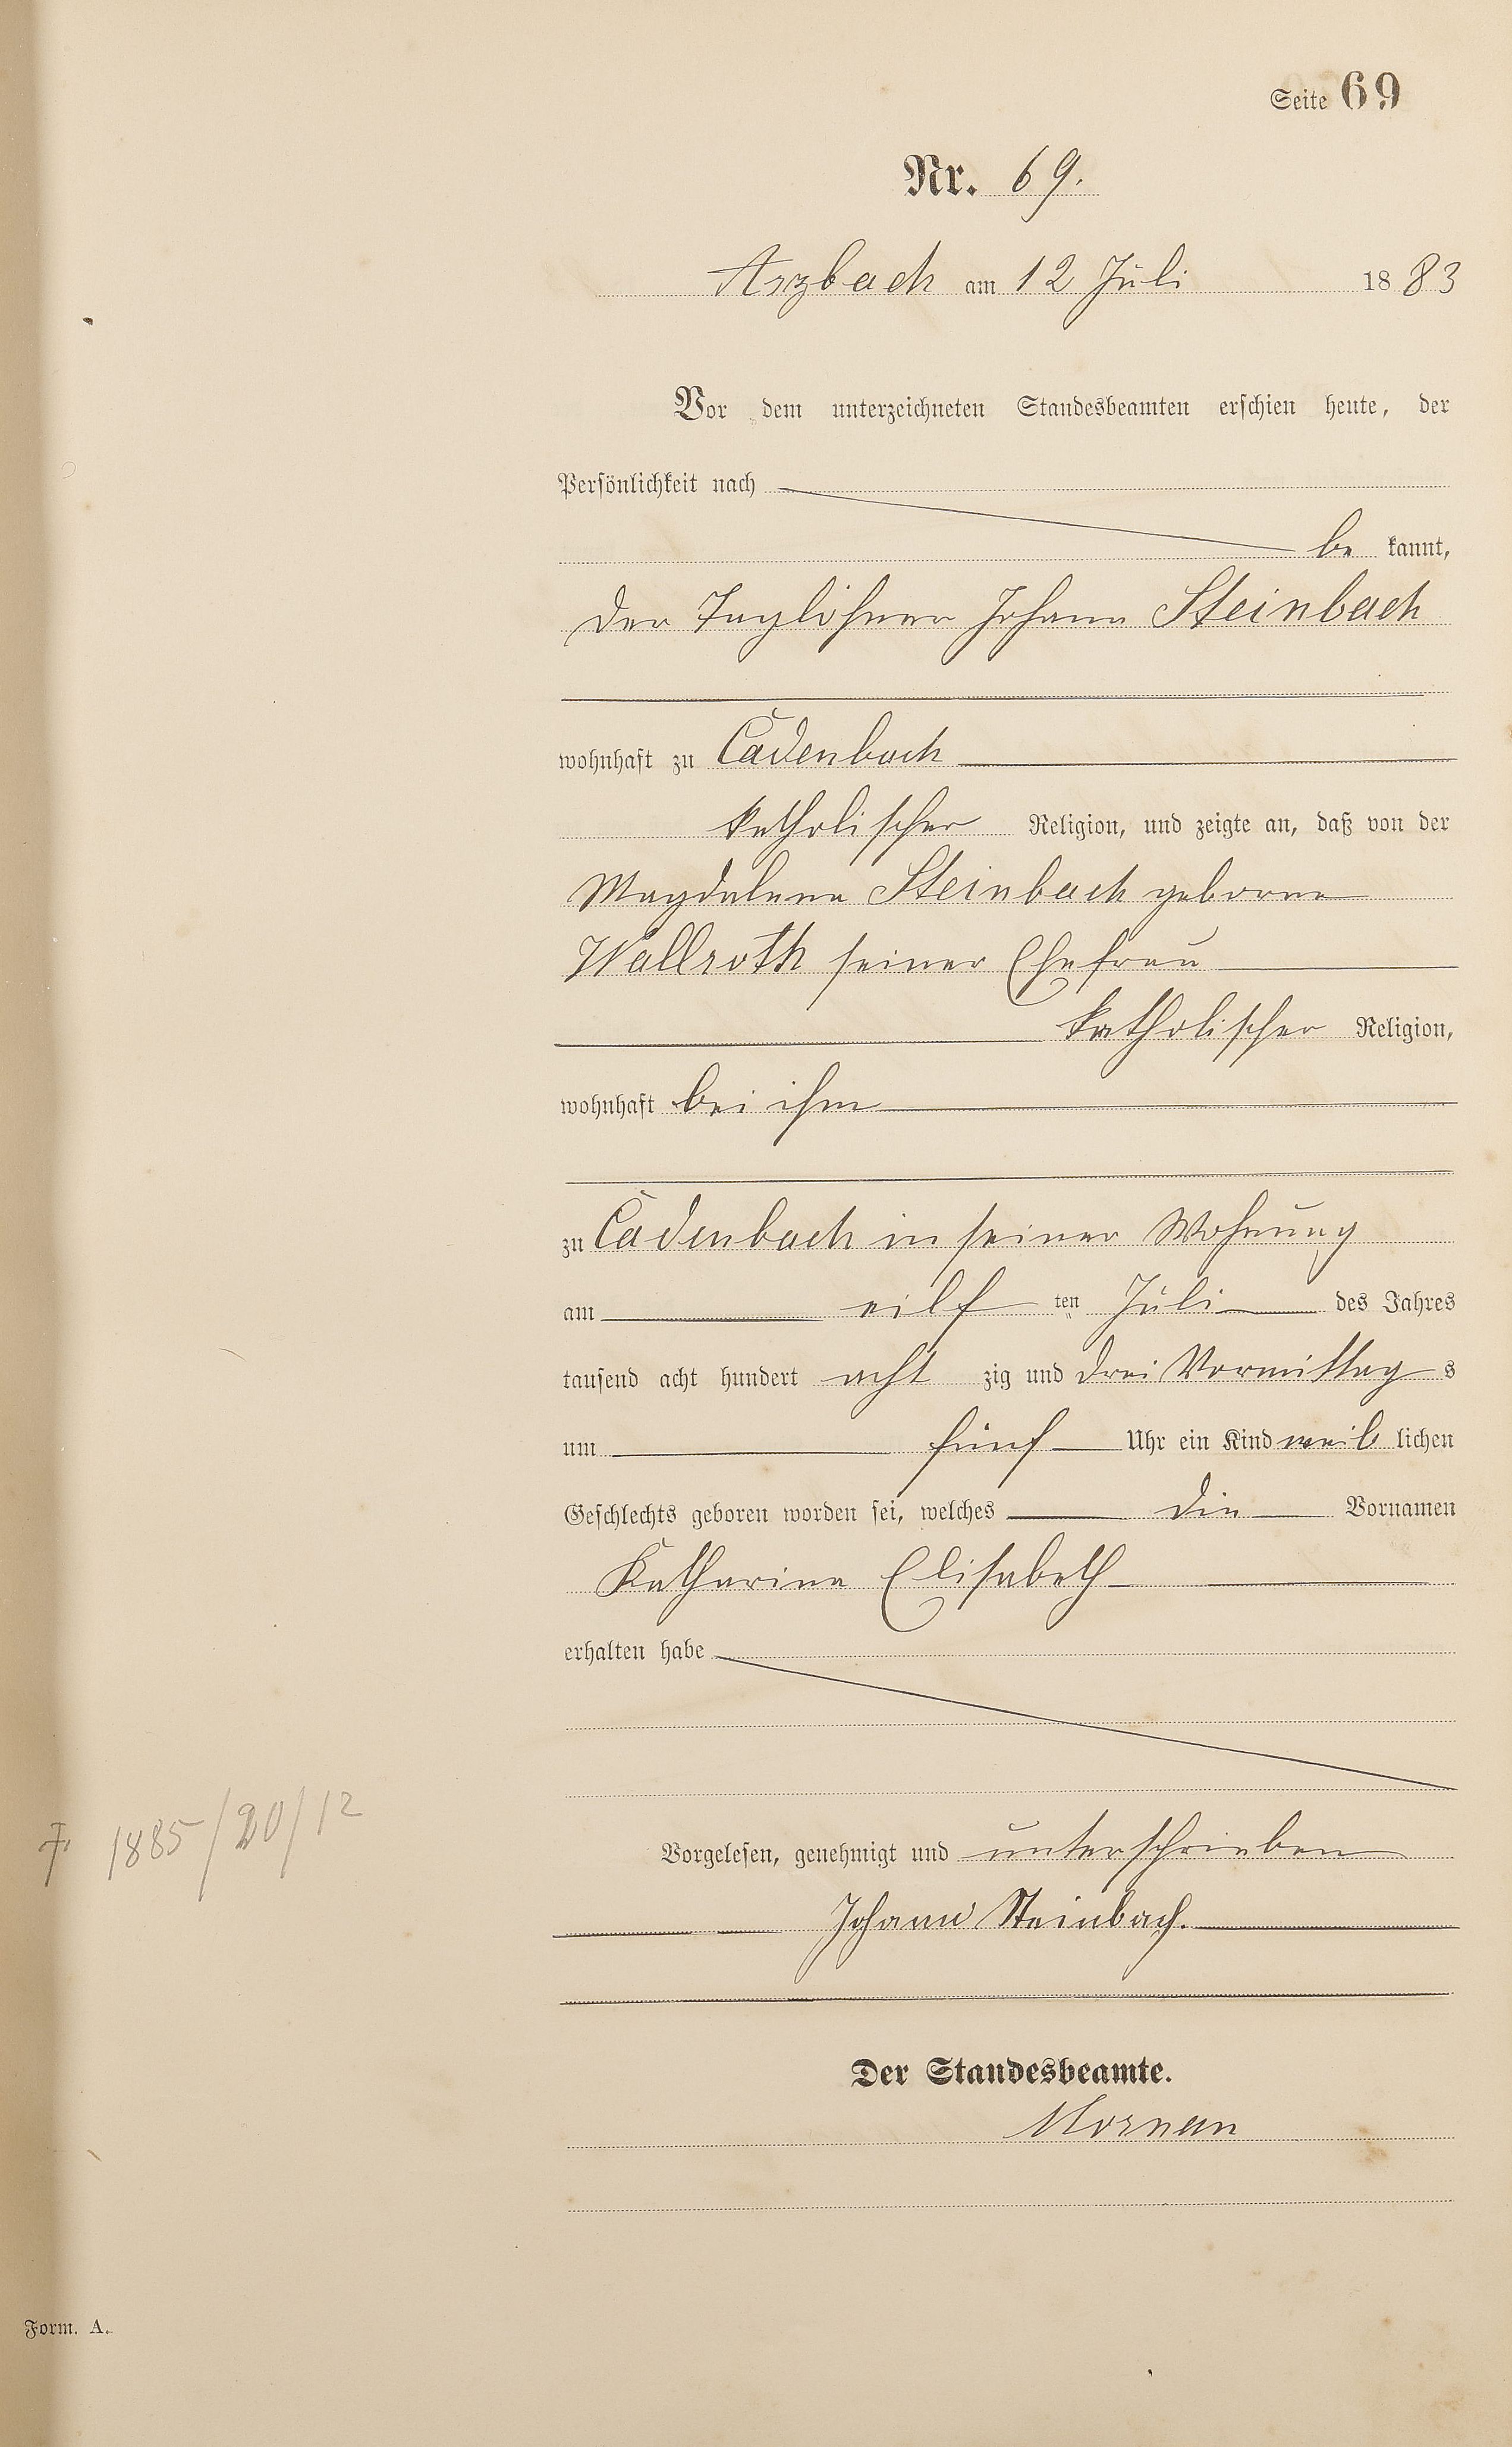 Seite 69
Nr. 69.
Arzbach am 12 Juli 1883
Vor dem unterzeichneten Standesbeamten erschien heute, der
Persönlichkeit nach
be kannt,
der Taglöhner Johann Steinbach
wohnhaft zu Cadenbach
katholischer Religion, und zeigte an, daß von der
Magdalena Steinbach geborne
Wallroth seiner Ehefrau
katholischer Religion,
wohnhaft bei ihm
zu Cadenbach in seiner Wohnung
am eilf ten Juli des Jahres
tausend acht hundert acht zig und drei Vormittag s
um fünf Uhr ein Kind weib lichen
Geschlechts geboren worden sei, welches die Vornamen
Katharina Elisabeth
erhalten habe
† 1885/20/12
Vorgelesen, genehmigt und unterschrieben
Johann Steinbach.
Der Standesbeamte.
Form. A.